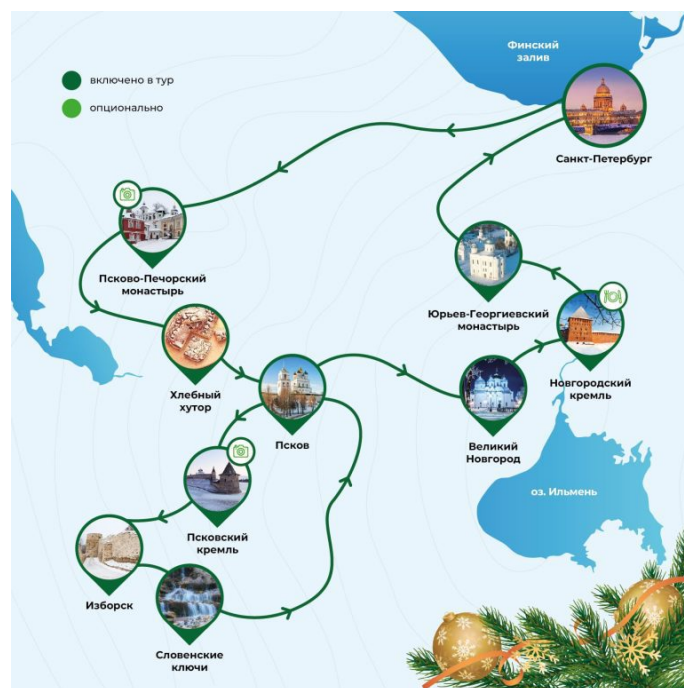 Финский
залив
включено в тур
опционально
Санкт-Петербург
Псково-Печорский
монастырь
Юрьев-Георгиевский
монастырь
Хлебный
хутор
Псков
Новгородский
кремль
Великий
Новгород
оз. Ильмень
Псковский
кремль
Изборск
Словенские
ключи